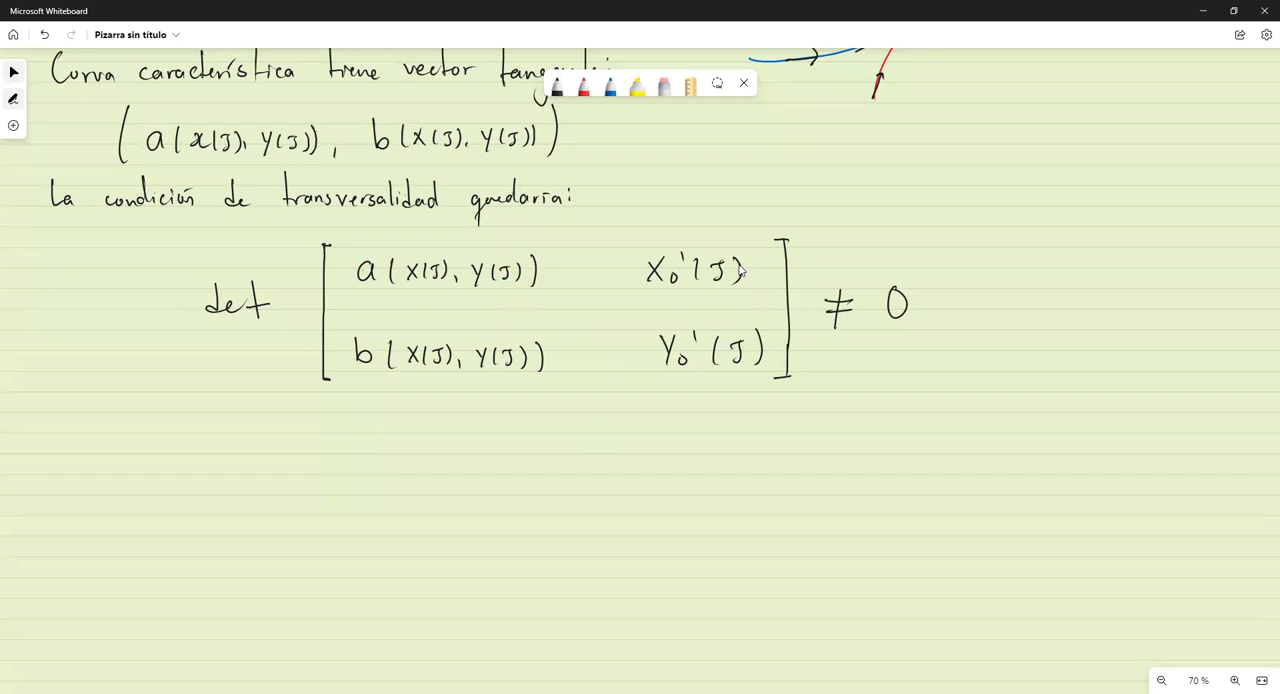 Microsoft Whiteboard
Pizarra sin título
Curva característica tiene vector
( a(x(s), y(s)), b(x(s), y(s)) )
La condición de transversalidad quedaría:
det [ a(x(s), y(s)) x₀'(s)
b(x(s), y(s)) y₀'(s) ] ≠ 0
70 %